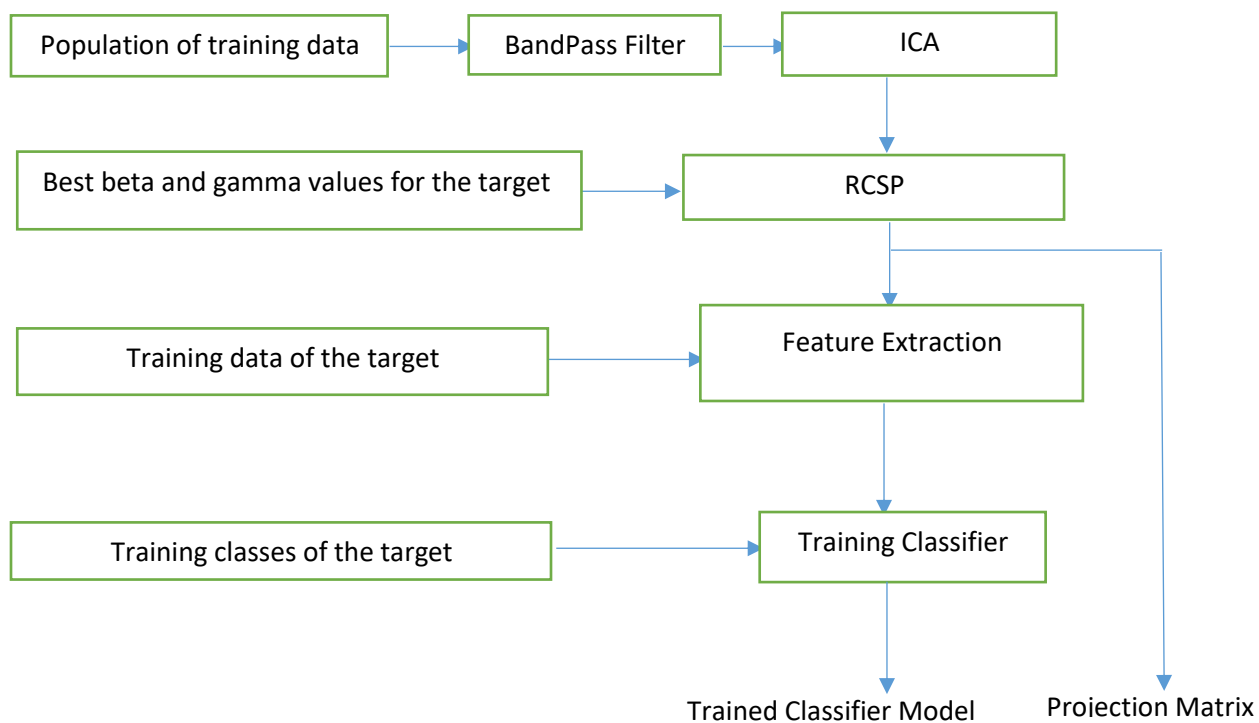 Population of training data
BandPass Filter
ICA
Best beta and gamma values for the target
RCSP
Training data of the target
Feature Extraction
Training classes of the target
Training Classifier
Trained Classifier Model
Projection Matrix